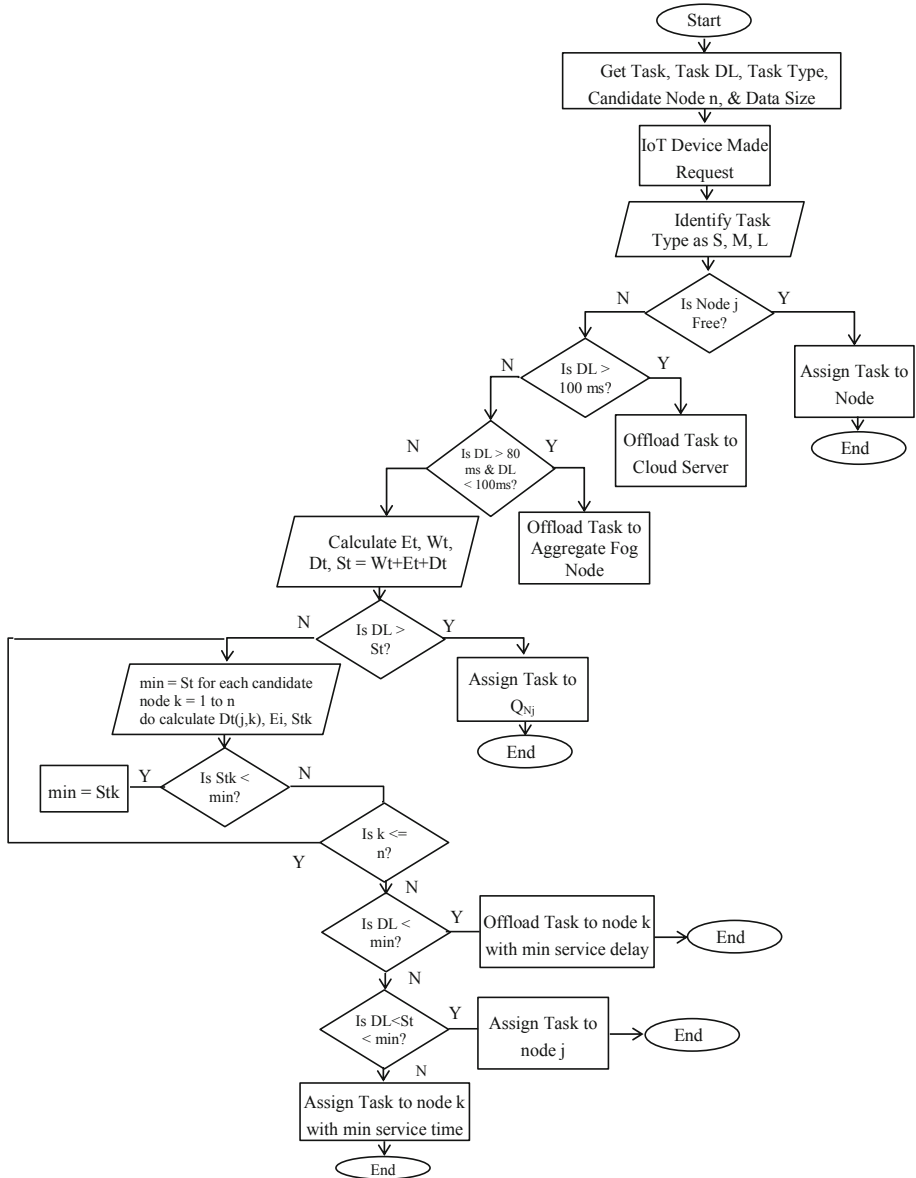 Start
Get Task, Task DL, Task Type,
Candidate Node n, & Data Size
IoT Device Made
Request
Identify Task
Type as S, M, L
N
Is Node j
Free?
Y
N
Is DL >
100 ms?
Y
Assign Task to
Node
End
N
Is DL > 80
ms & DL
< 100ms?
Y
Offload Task to
Cloud Server
Calculate Et, Wt,
Dt, St = Wt+Et+Dt
Offload Task to
Aggregate Fog
Node
N
Is DL >
St?
Y
min = St for each candidate
node k = 1 to n
do calculate Dt(j,k), Ei, Stk
Assign Task to
QNj
End
min = Stk
Y
Is Stk <
min?
N
Is k <=
n?
Y
N
Is DL <
min?
Y
Offload Task to node k
with min service delay
End
N
Is DL<St
< min?
Y
Assign Task to
node j
End
N
Assign Task to node k
with min service time
End